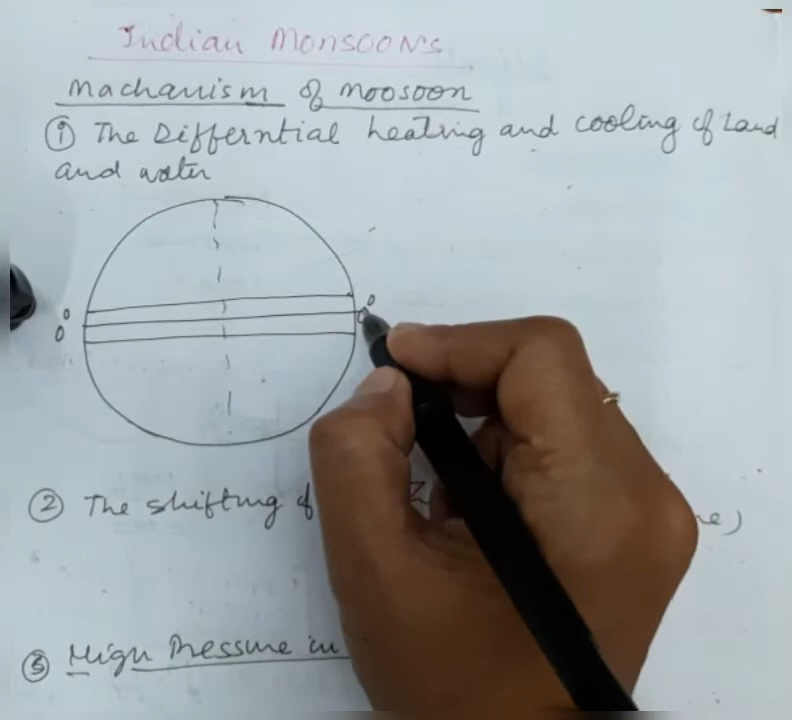 Indian Monsoons
Machanism of Moosoon
① The Differntial heating and cooling of Land
and water
0°
0°
② The shifting of
③ High Pressure in